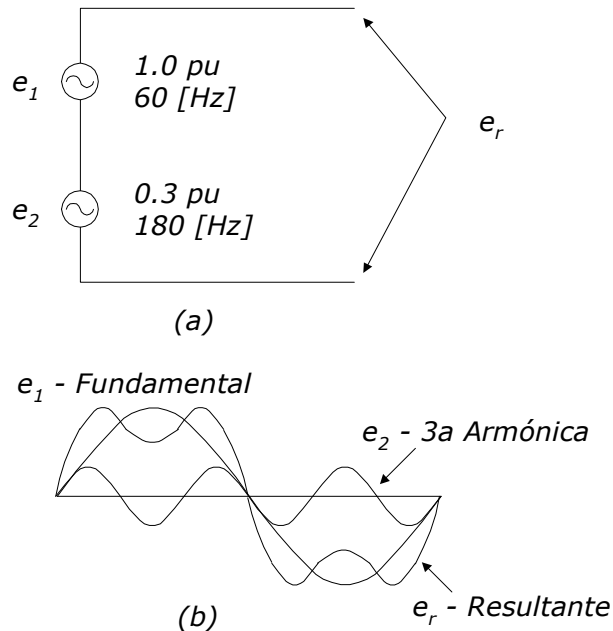 e₁
1.0 pu
60 [Hz]
eᵣ
e₂
0.3 pu
180 [Hz]
(a)
e₁ - Fundamental
e₂ - 3a Armónica
eᵣ - Resultante
(b)